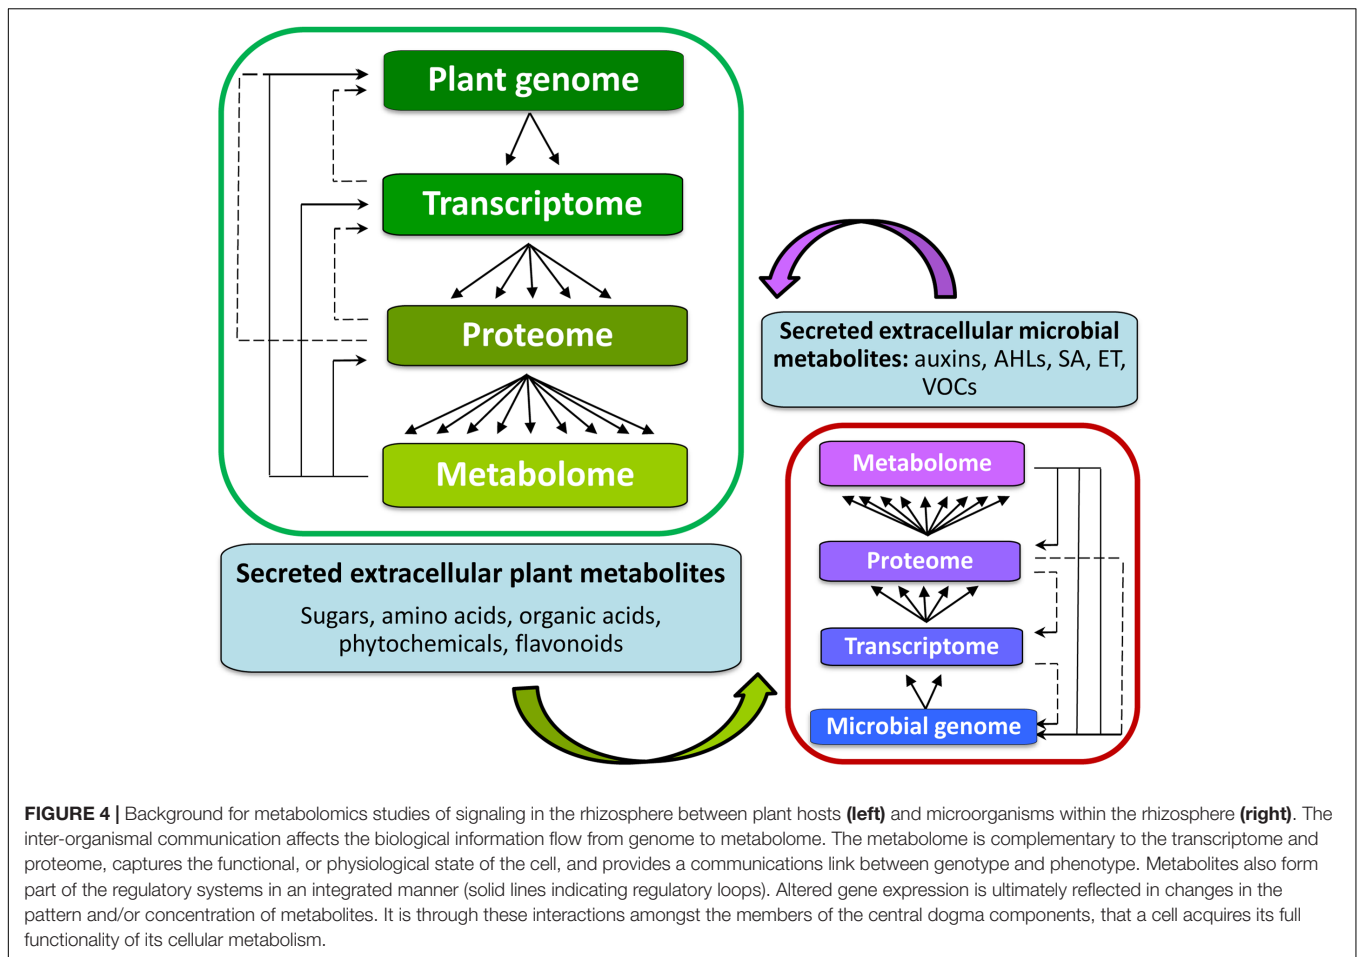 Plant genome
Transcriptome
Proteome
Metabolome
Secreted extracellular plant metabolites
Sugars, amino acids, organic acids,
phytochemicals, flavonoids
Secreted extracellular microbial
metabolites: auxins, AHLs, SA, ET,
VOCs
Metabolome
Proteome
Transcriptome
Microbial genome
FIGURE 4 | Background for metabolomics studies of signaling in the rhizosphere between plant hosts (left) and microorganisms within the rhizosphere (right). The
inter-organismal communication affects the biological information flow from genome to metabolome. The metabolome is complementary to the transcriptome and
proteome, captures the functional, or physiological state of the cell, and provides a communications link between genotype and phenotype. Metabolites also form
part of the regulatory systems in an integrated manner (solid lines indicating regulatory loops). Altered gene expression is ultimately reflected in changes in the
pattern and/or concentration of metabolites. It is through these interactions amongst the members of the central dogma components, that a cell acquires its full
functionality of its cellular metabolism.